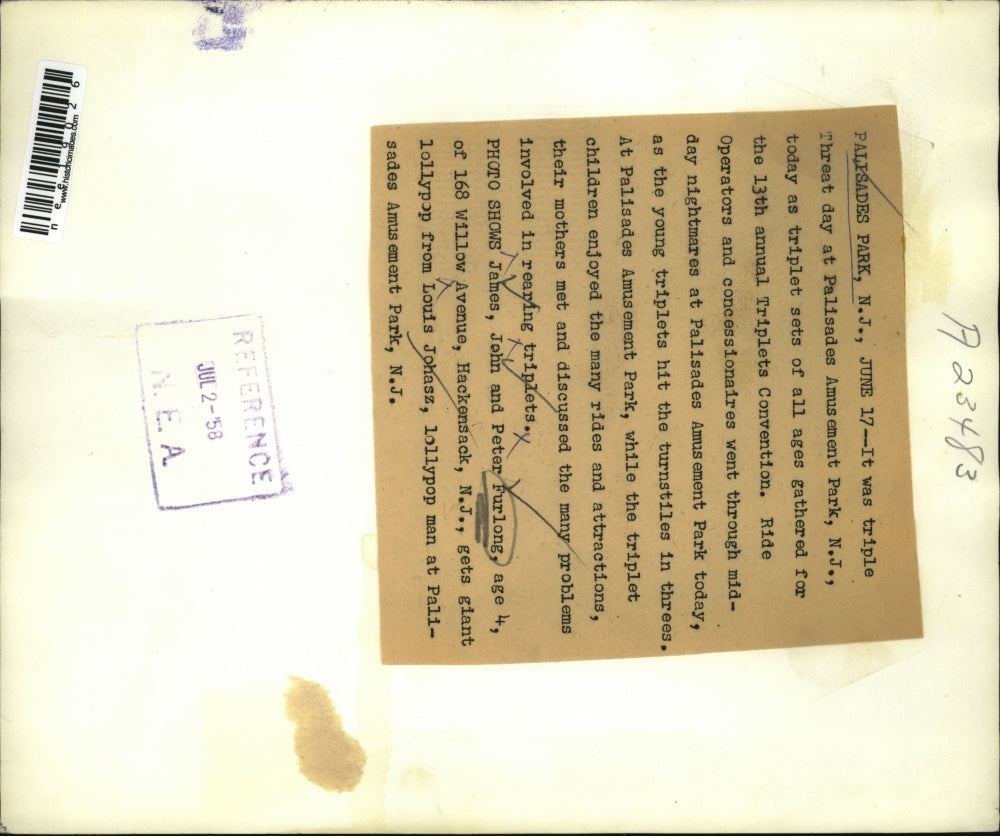 PALISADES PARK, N.J., JUNE 17--It was triple
Threat day at Palisades Amusement Park, N.J.,
today as triplet sets of all ages gathered for
the 13th annual Triplets Convention. Ride
Operators and concessionaires went through mid-
day nightmares at Palisades Amusement Park today,
as the young triplets hit the turnstiles in threes.
At Palisades Amusement Park, while the triplet
children enjoyed the many rides and attractions,
their mothers met and discussed the many problems
involved in rearing triplets.
PHOTO SHOWS James, John and Peter Furlong, age 4,
of 168 Willow Avenue, Hackensack, N.J., gets giant
lollypop from Louis Johasz, lollypop man at Pali-
sades Amusement Park, N.J.
A23483
REFERENCE
JUL 2-'58
N. E. A.
www.historicimages.com